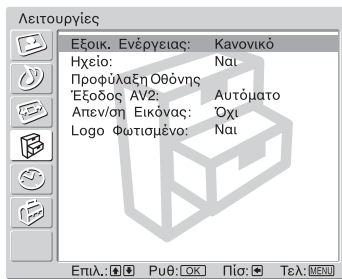 Λειτουργίες
Εξοικ. Ενέργειας: Κανονικό
Ηχείο: Ναι
Προφύλαξη Οθόνης
Έξοδος AV2: Αυτόματο
Απεν/ση Εικόνας: Όχι
Logo Φωτισμένο: Ναι
Επιλ.: Ρυθ: OK Πίσ: Τελ: MENU